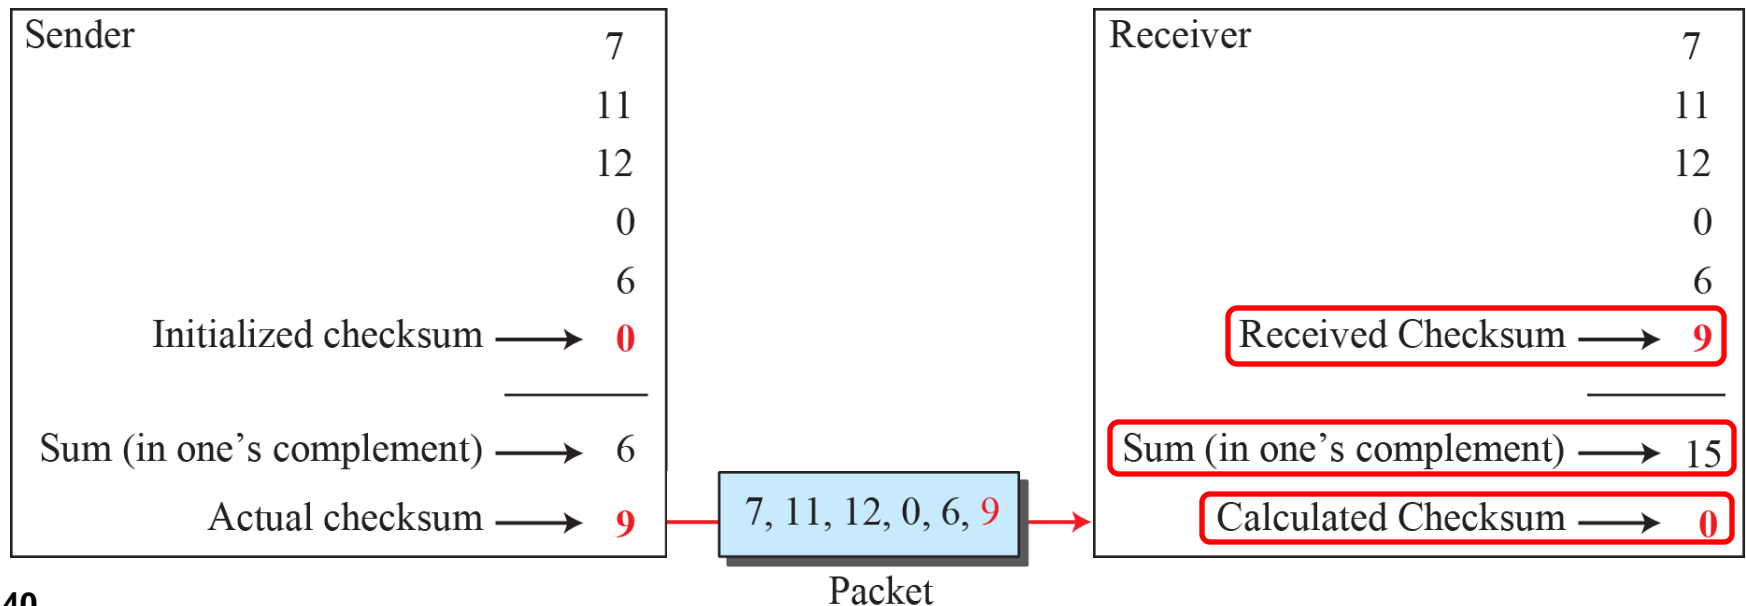 Sender
7
11
12
0
6
Initialized checksum 0
Sum (in one’s complement) 6
Actual checksum 9
7, 11, 12, 0, 6, 9
Packet
Receiver
7
11
12
0
6
Received Checksum 9
Sum (in one’s complement) 15
Calculated Checksum 0
40